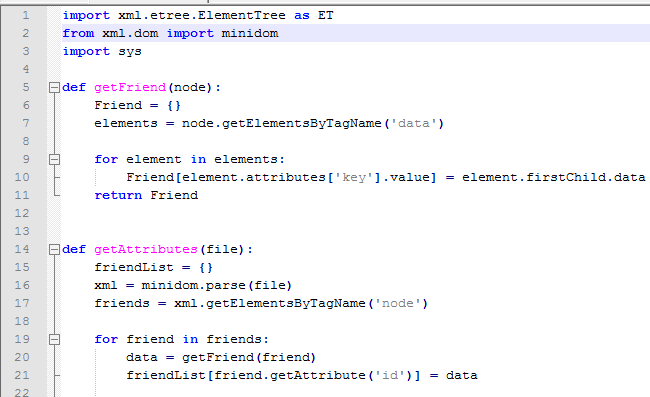 1 import xml.etree.ElementTree as ET
2 from xml.dom import minidom
3 import sys
4
5 def getFriend(node):
6     Friend = {}
7     elements = node.getElementsByTagName('data')
8
9     for element in elements:
10         Friend[element.attributes['key'].value] = element.firstChild.data
11     return Friend
12
13
14 def getAttributes(file):
15     friendList = {}
16     xml = minidom.parse(file)
17     friends = xml.getElementsByTagName('node')
18
19     for friend in friends:
20         data = getFriend(friend)
21         friendList[friend.getAttribute('id')] = data
22